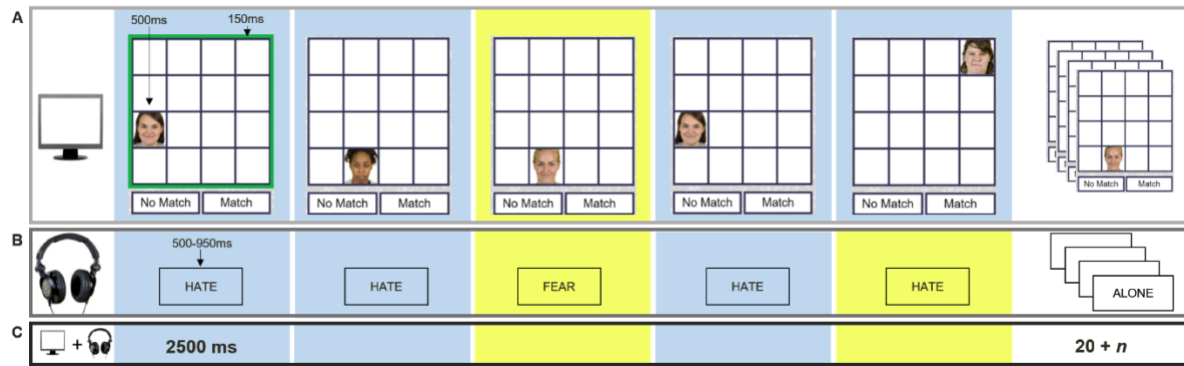 A
500ms
150ms
No Match
Match
No Match
Match
No Match
Match
No Match
Match
No Match
Match
No Match
Match
B
500-950ms
HATE
HATE
FEAR
HATE
HATE
ALONE
C
+
2500 ms
20 + n